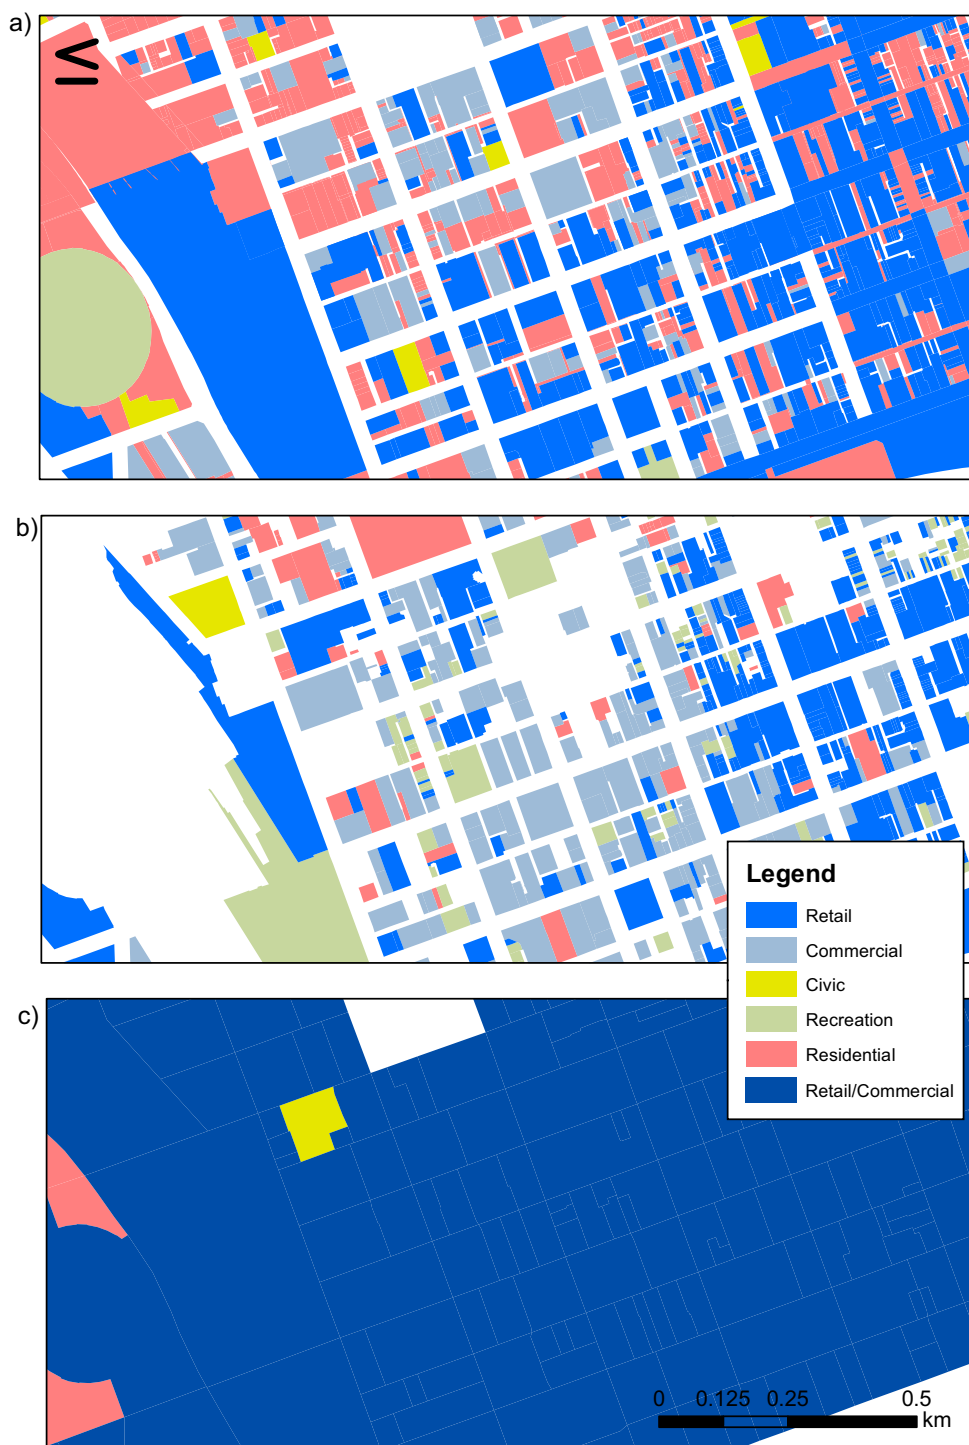 a)
b)
Legend
Retail
Commercial
Civic
Recreation
Residential
Retail/Commercial
c)
0 0.125 0.25 0.5
km